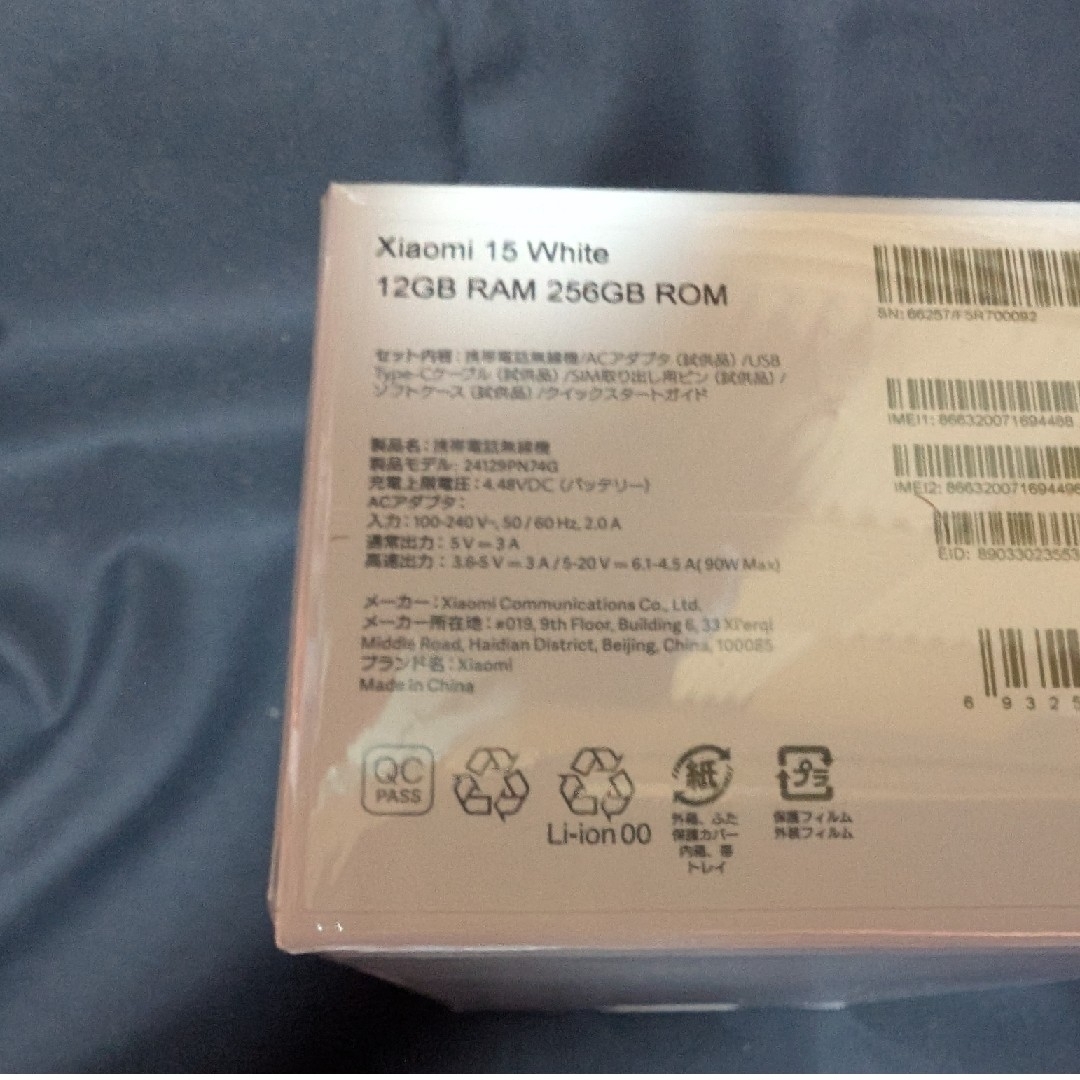 Xiaomi 15 White
12GB RAM 256GB ROM
セット内容：携帯電話無線機/ACアダプタ（試供品）/USB
Type-Cケーブル（試供品）/SIM取り出し用ピン（試供品）/
ソフトケース（試供品）/クイックスタートガイド
製品名：携帯電話無線機
製品モデル: 24129PN74G
充電上限電圧：4.48VDC（バッテリー）
ACアダプタ：
入力：100-240 V~, 50 / 60 Hz, 2.0 A
通常出力：5 V⎓3 A
高速出力：3.6-5 V⎓3 A / 5-20 V⎓6.1-4.5 A( 90W Max)
メーカー：Xiaomi Communications Co., Ltd.
メーカー所在地：#019, 9th Floor, Building 6, 33 Xi'erqi
Middle Road, Haidian District, Beijing, China, 100085
ブランド名：Xiaomi
Made in China
SN: 66257/F5R700092
IMEI1: 866320071694488
IMEI2: 866320071694496
EID: 8903302355
6 9325
QC
PASS
Li-ion 00
紙
外箱、ふた
保護カバー
内箱、帯
トレイ
プラ
保護フィルム
外装フィルム